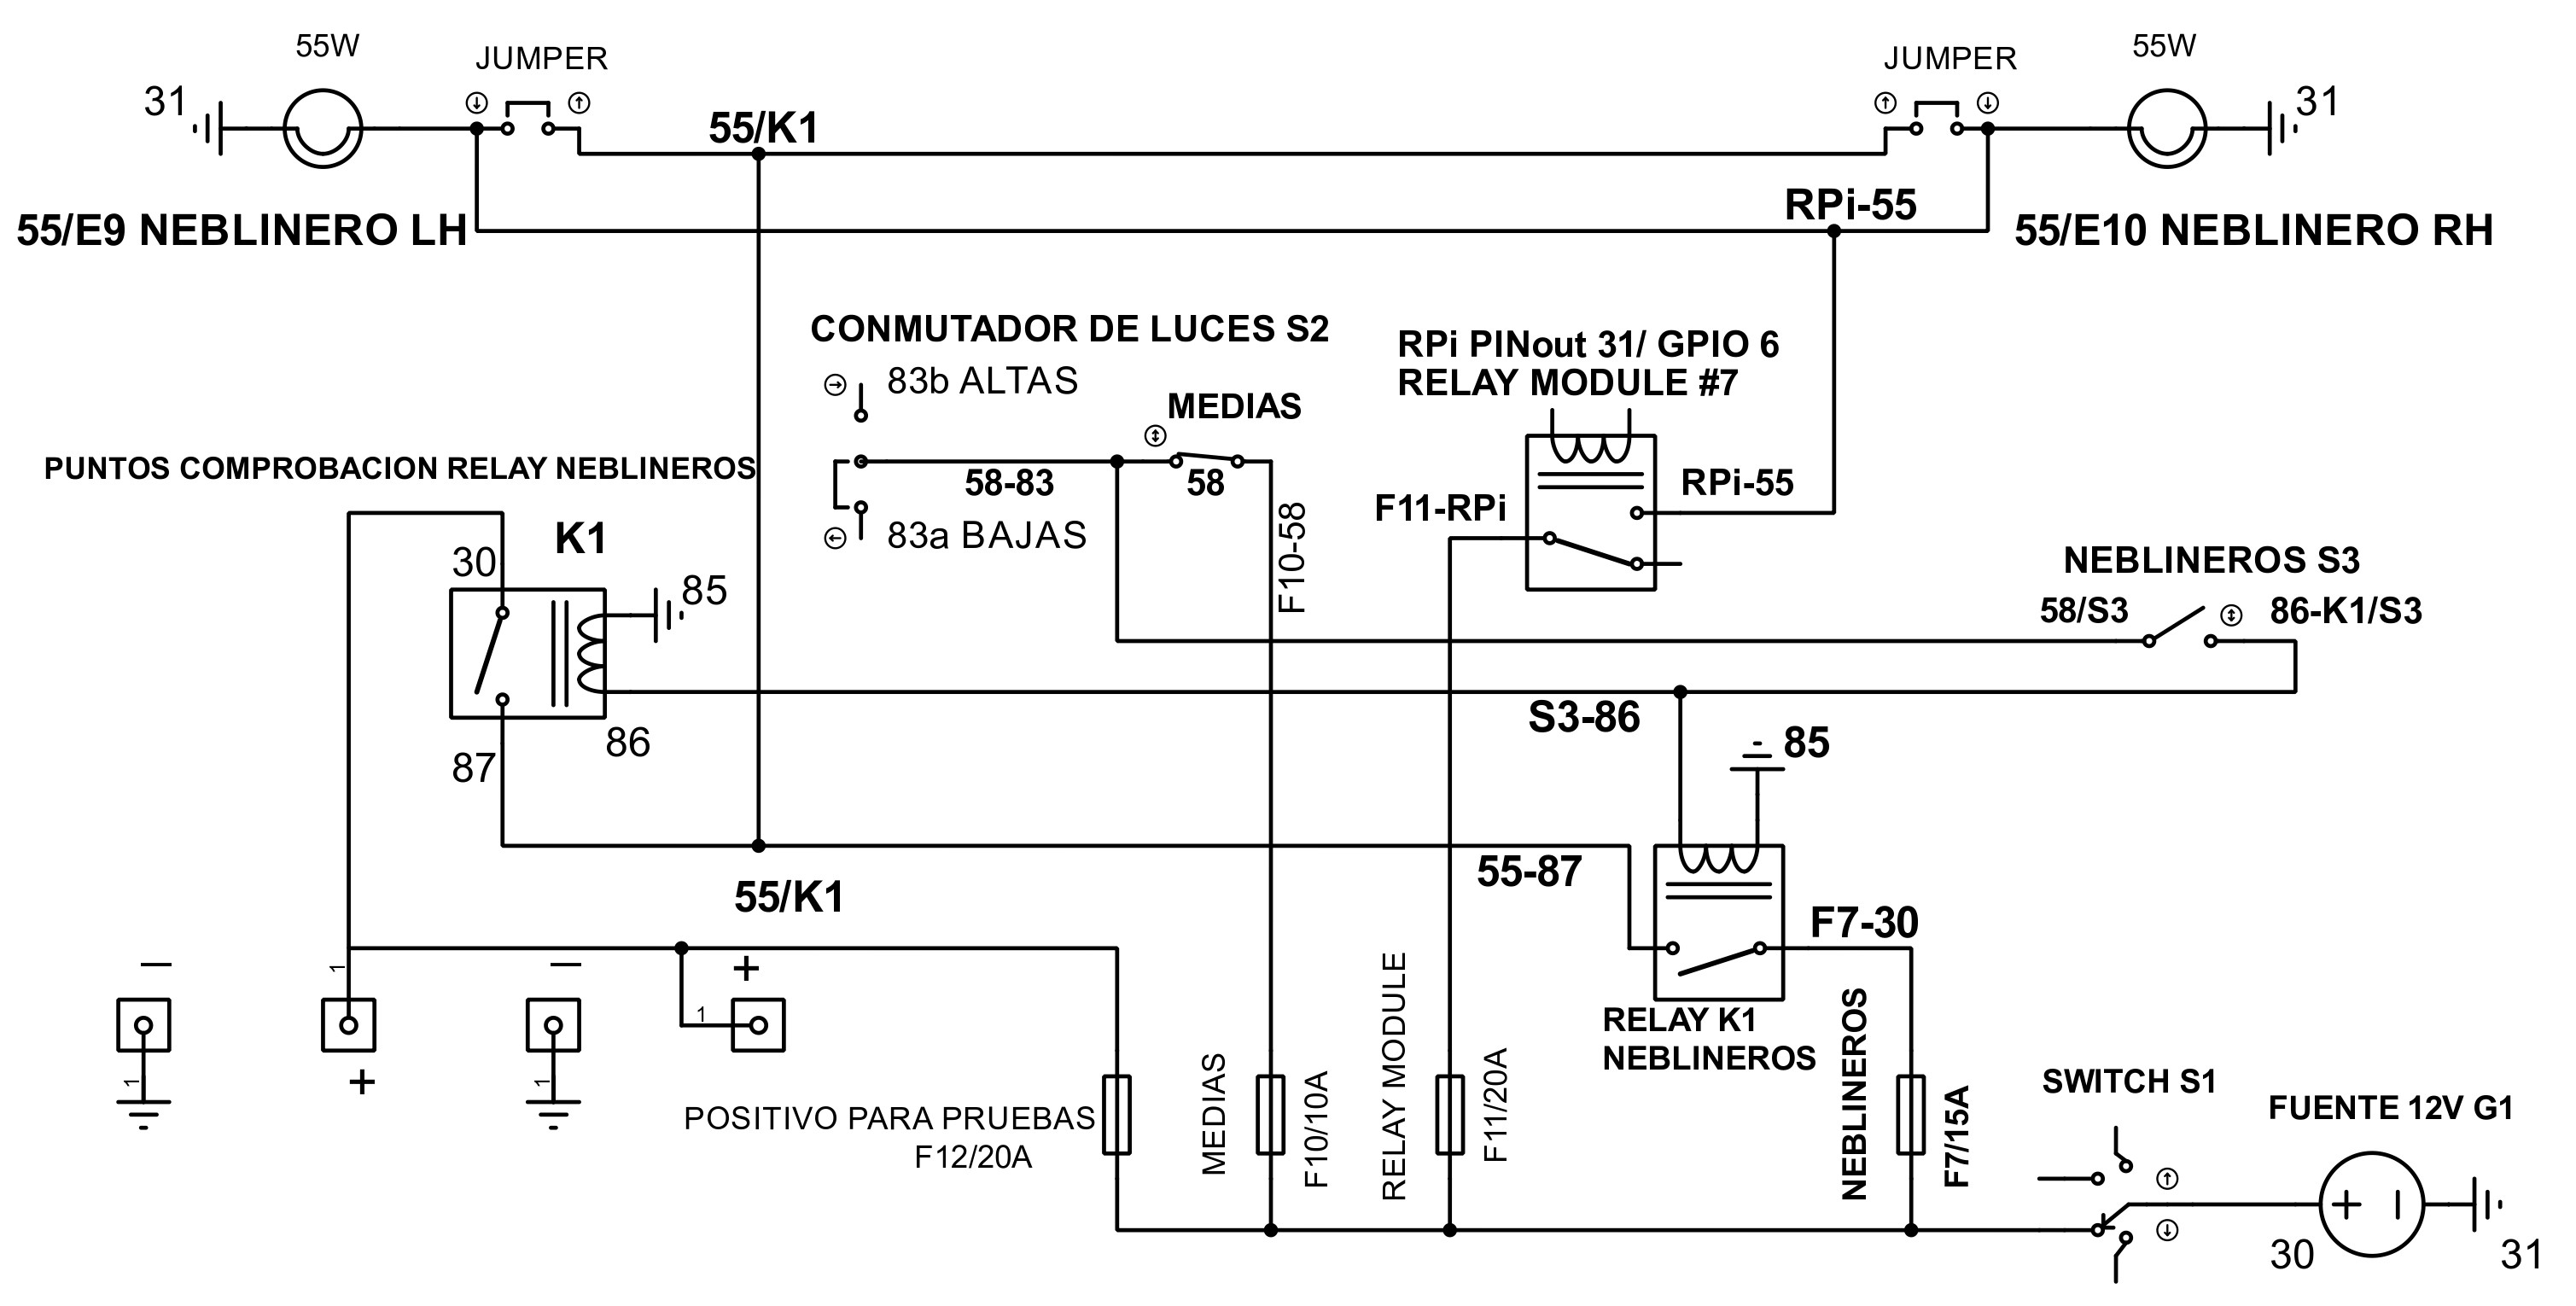 55W
JUMPER
JUMPER
55W
31
55/K1
31
RPi-55
55/E9 NEBLINERO LH
55/E10 NEBLINERO RH
CONMUTADOR DE LUCES S2
83b ALTAS
MEDIAS
RPi PINout 31/ GPIO 6
RELAY MODULE #7
PUNTOS COMPROBACION RELAY NEBLINEROS
58-83
58
RPi-55
F11-RPi
83a BAJAS
F10-58
K1
30
85
NEBLINEROS S3
58/S3
86-K1/S3
S3-86
86
87
85
55-87
55/K1
F7-30
1
+
1
+
1
1
RELAY K1
NEBLINEROS
POSITIVO PARA PRUEBAS
F12/20A
MEDIAS
F10/10A
RELAY MODULE
F11/20A
NEBLINEROS
F7/15A
SWITCH S1
FUENTE 12V G1
30
31